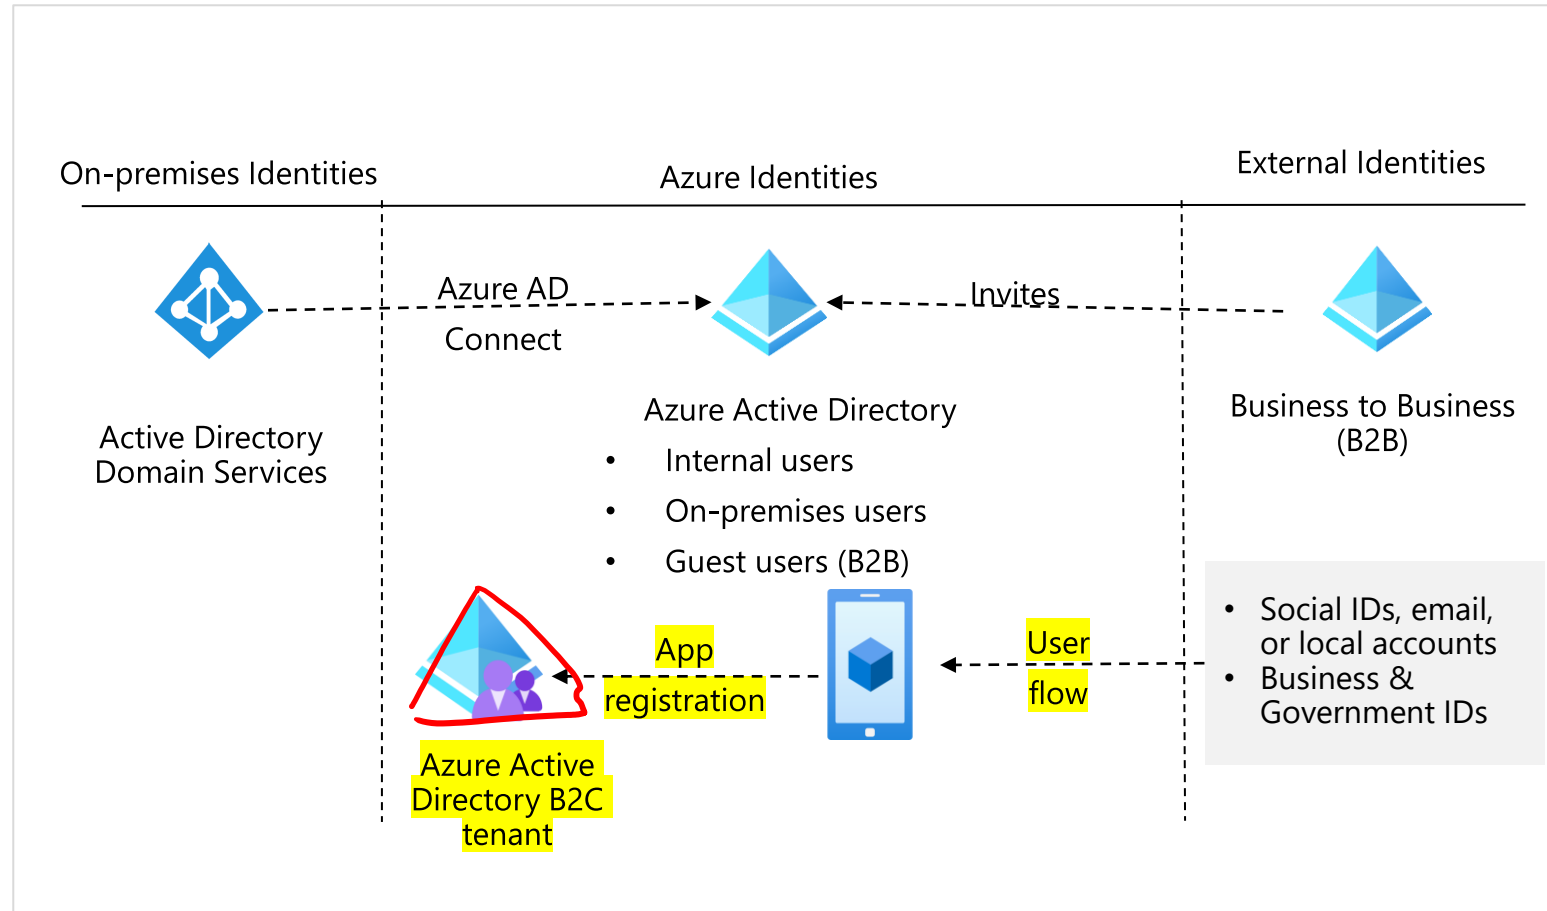 On-premises Identities
Azure Identities
External Identities
Azure AD
Connect
Invites
Active Directory
Domain Services
Azure Active Directory
• Internal users
• On-premises users
• Guest users (B2B)
Business to Business
(B2B)
App
registration
User
flow
• Social IDs, email,
or local accounts
• Business &
Government IDs
Azure Active
Directory B2C
tenant